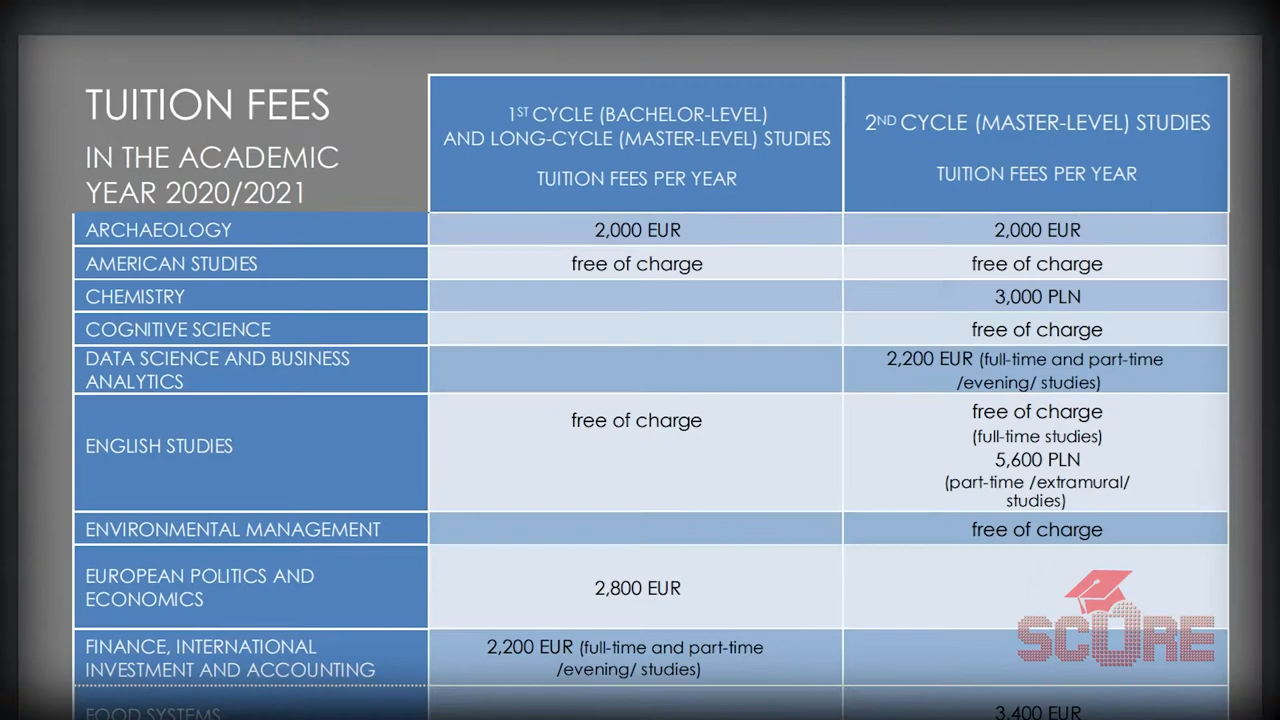 TUITION FEES
IN THE ACADEMIC
YEAR 2020/2021
1ST CYCLE (BACHELOR-LEVEL)
AND LONG-CYCLE (MASTER-LEVEL) STUDIES
TUITION FEES PER YEAR
2ND CYCLE (MASTER-LEVEL) STUDIES
TUITION FEES PER YEAR
ARCHAEOLOGY
2,000 EUR
2,000 EUR
AMERICAN STUDIES
free of charge
free of charge
CHEMISTRY
3,000 PLN
COGNITIVE SCIENCE
free of charge
DATA SCIENCE AND BUSINESS
ANALYTICS
2,200 EUR (full-time and part-time
/evening/ studies)
ENGLISH STUDIES
free of charge
free of charge
(full-time studies)
5,600 PLN
(part-time /extramural/
studies)
ENVIRONMENTAL MANAGEMENT
free of charge
EUROPEAN POLITICS AND
ECONOMICS
2,800 EUR
FINANCE, INTERNATIONAL
INVESTMENT AND ACCOUNTING
2,200 EUR (full-time and part-time
/evening/ studies)
SCURE
FOOD SYSTEMS
3,400 EUR